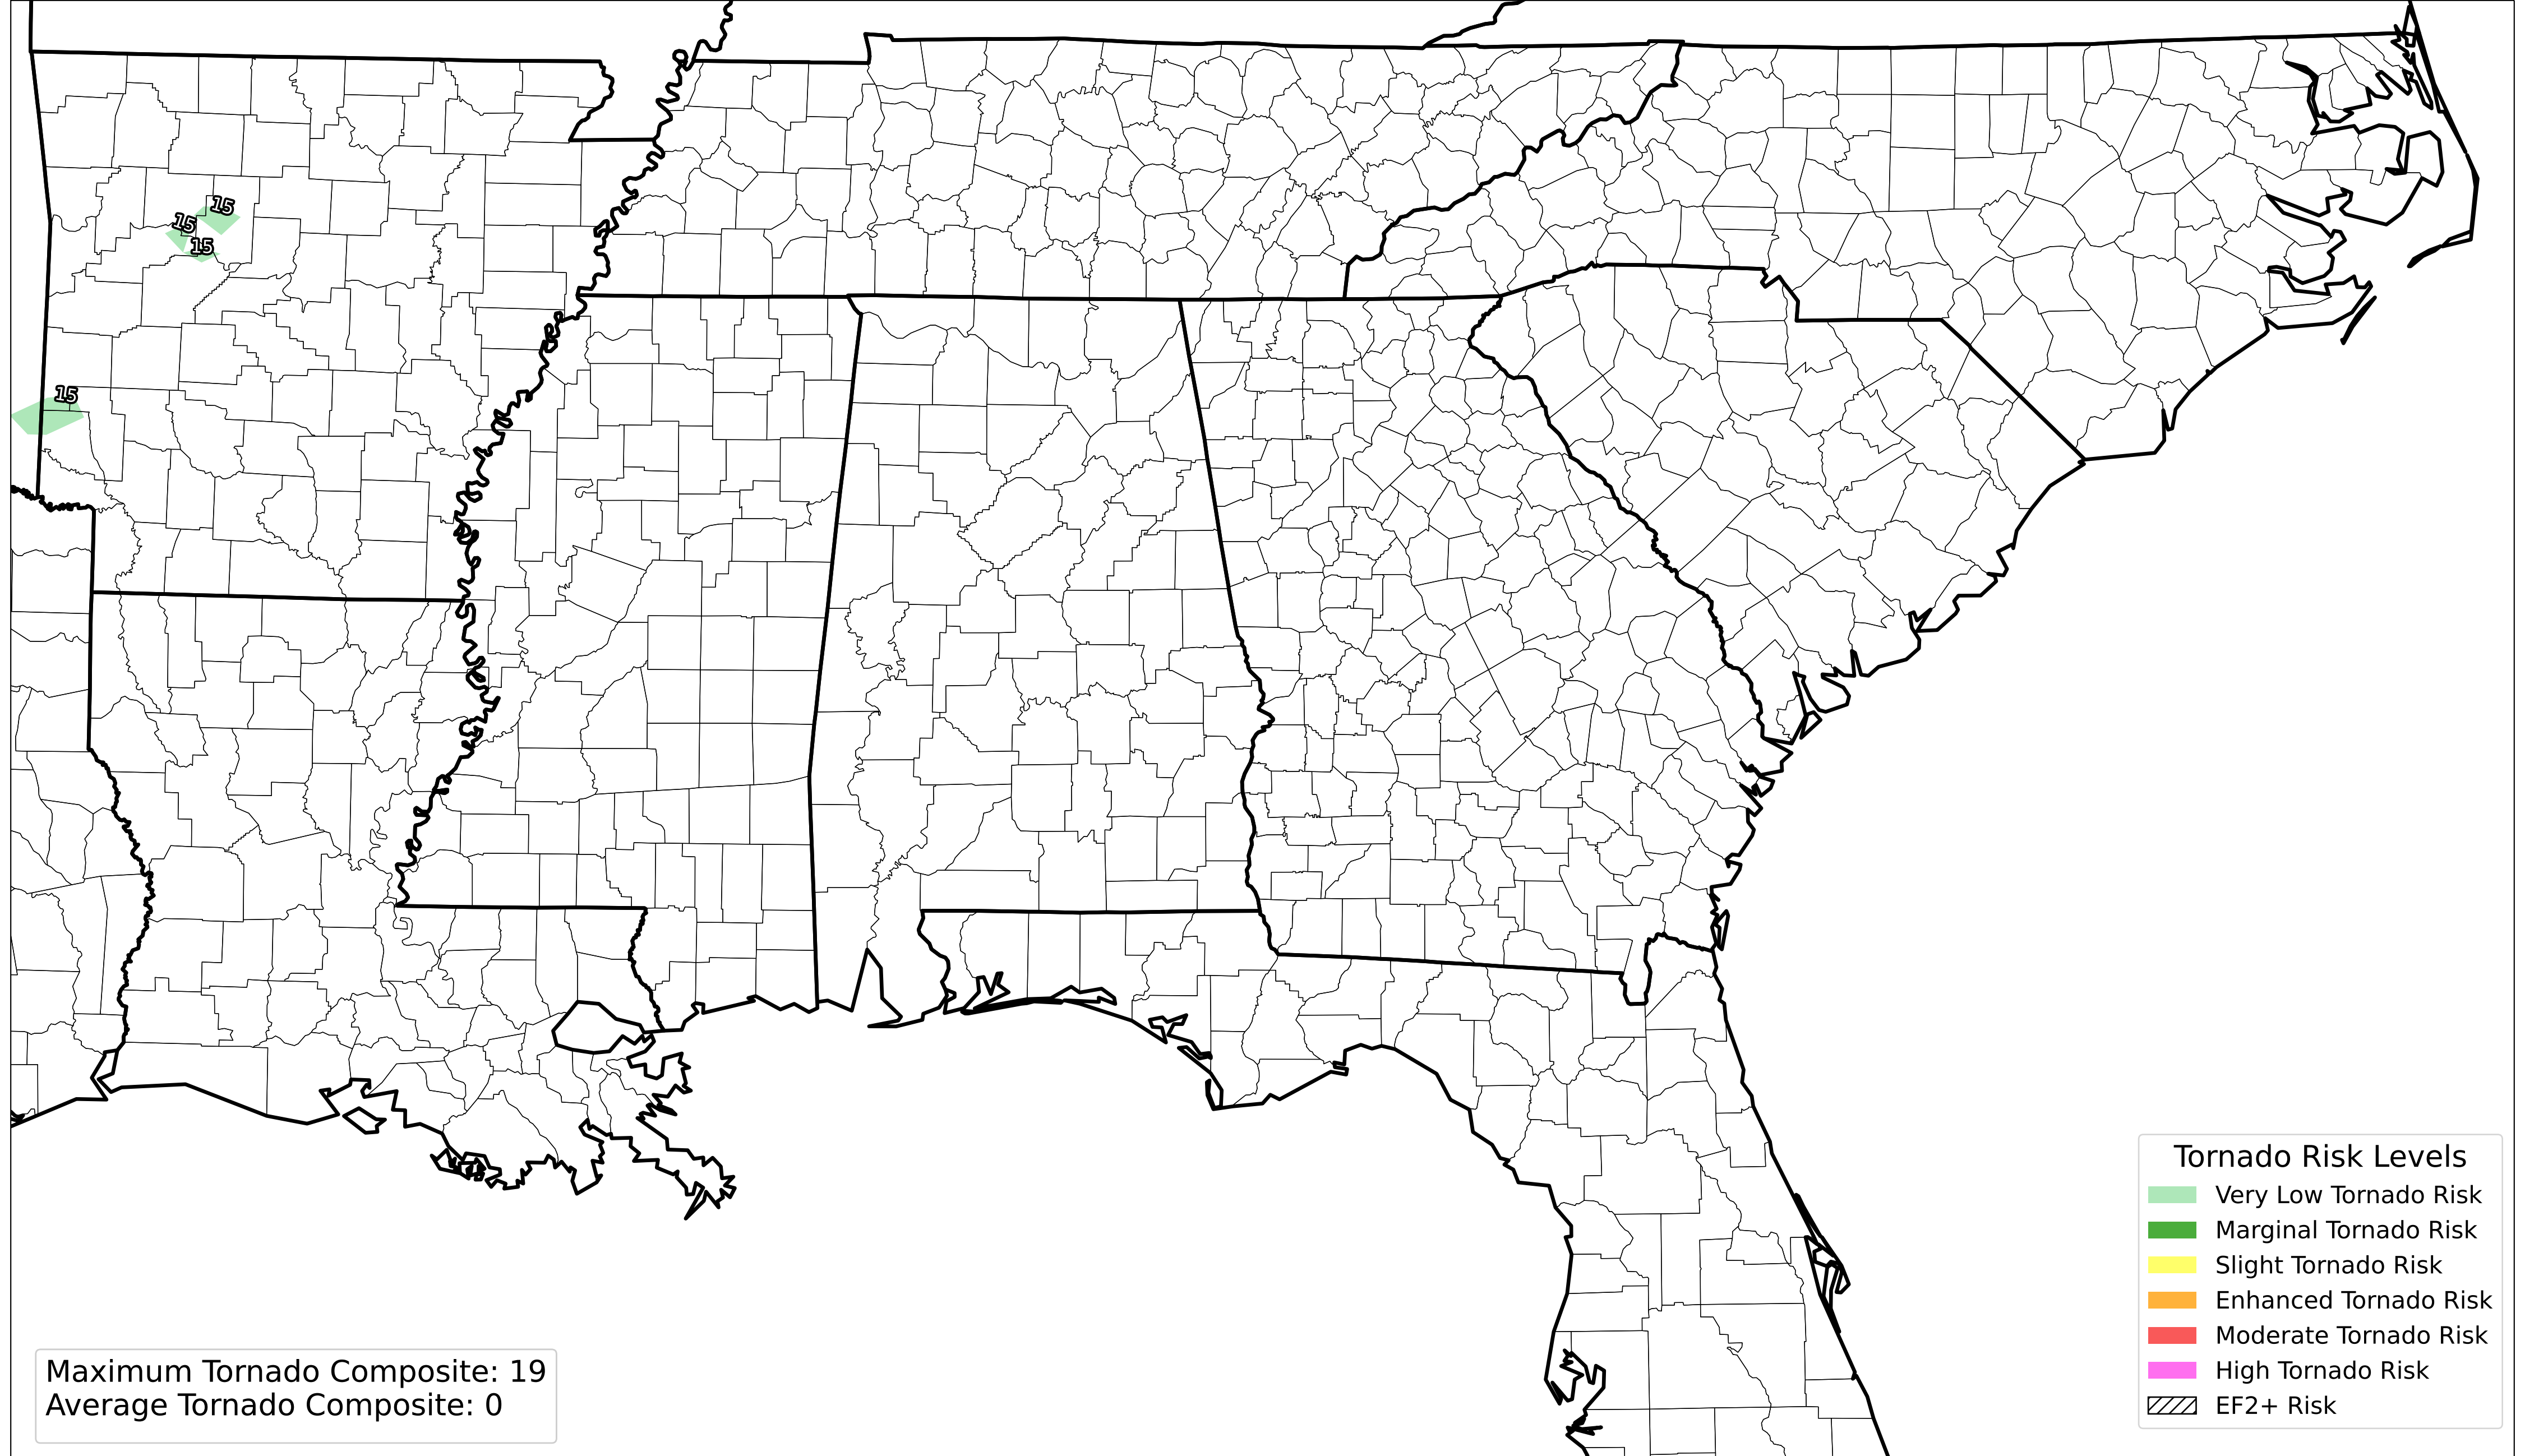 15
15
15
15
Tornado Risk Levels
Very Low Tornado Risk
Marginal Tornado Risk
Slight Tornado Risk
Enhanced Tornado Risk
Moderate Tornado Risk
High Tornado Risk
EF2+ Risk
Maximum Tornado Composite: 19
Average Tornado Composite: 0